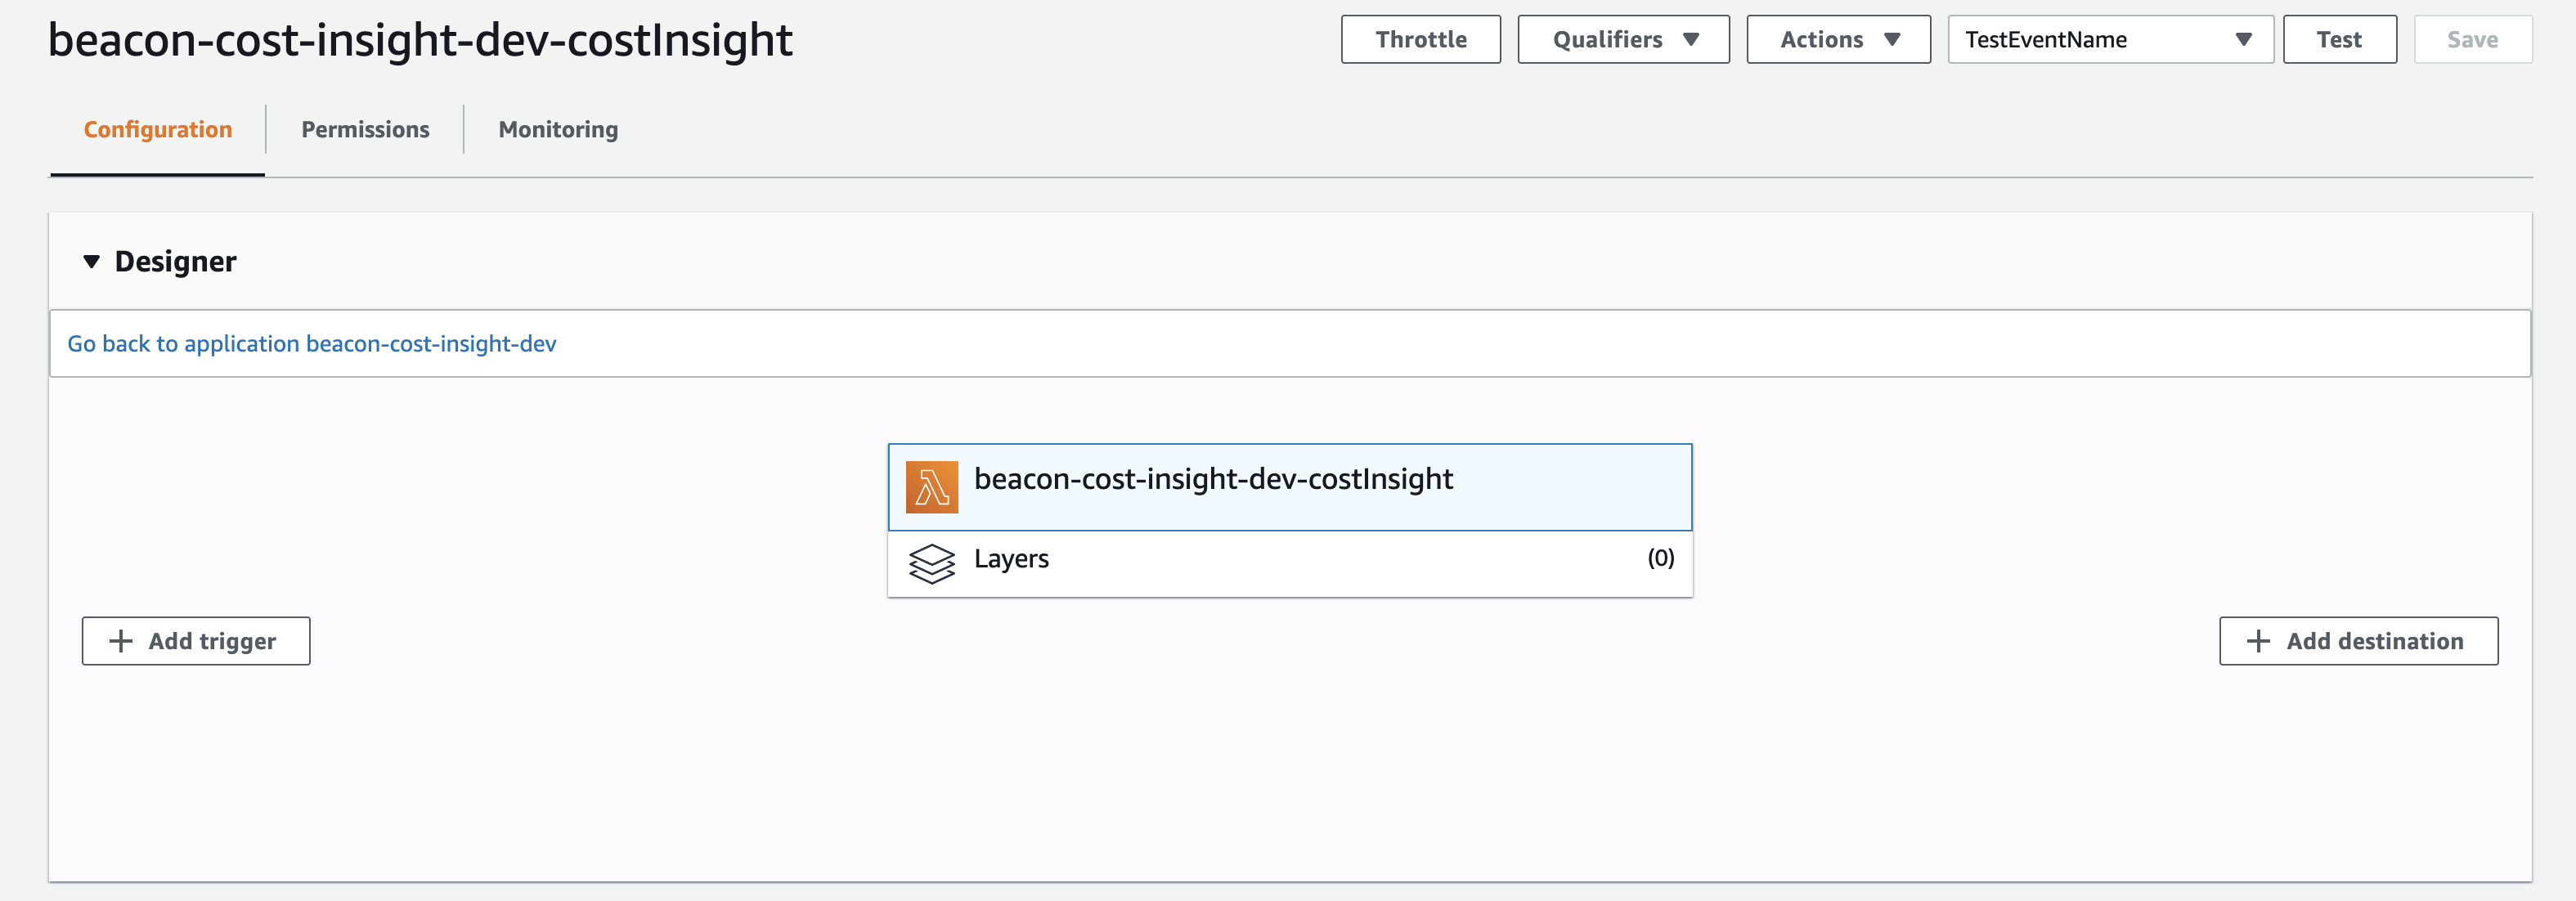 beacon-cost-insight-dev-costInsight
Throttle
Qualifiers
Actions
TestEventName
Test
Save
Configuration
Permissions
Monitoring
Designer
Go back to application beacon-cost-insight-dev
beacon-cost-insight-dev-costInsight
Layers (0)
Add trigger
Add destination